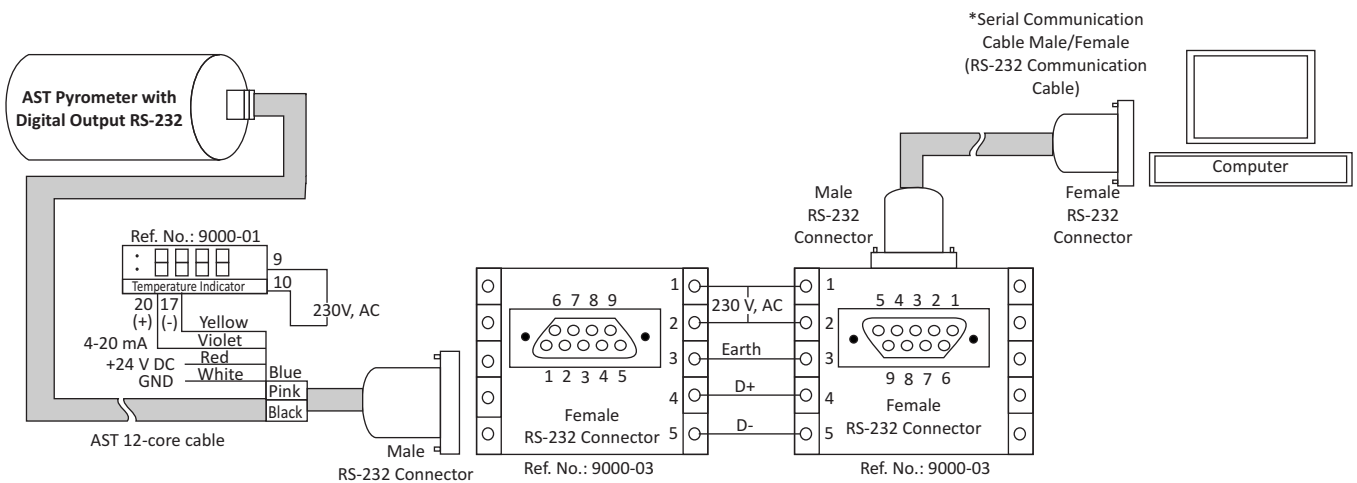 *Serial Communication
Cable Male/Female
(RS-232 Communication
Cable)
AST Pyrometer with
Digital Output RS-232
Computer
Male
RS-232
Connector
Female
RS-232
Connector
Ref. No.: 9000-01
Temperature Indicator
9
10
230V, AC
20 17
(+) (-)
Yellow
4-20 mA
Violet
+24 V DC
Red
GND
White
Blue
Pink
Black
AST 12-core cable
Male
RS-232 Connector
6 7 8 9
1 2 3 4 5
Female
RS-232 Connector
1
2
3
4
5
Ref. No.: 9000-03
230 V, AC
Earth
D+
D-
1
2
3
4
5
5 4 3 2 1
9 8 7 6
Female
RS-232 Connector
Ref. No.: 9000-03